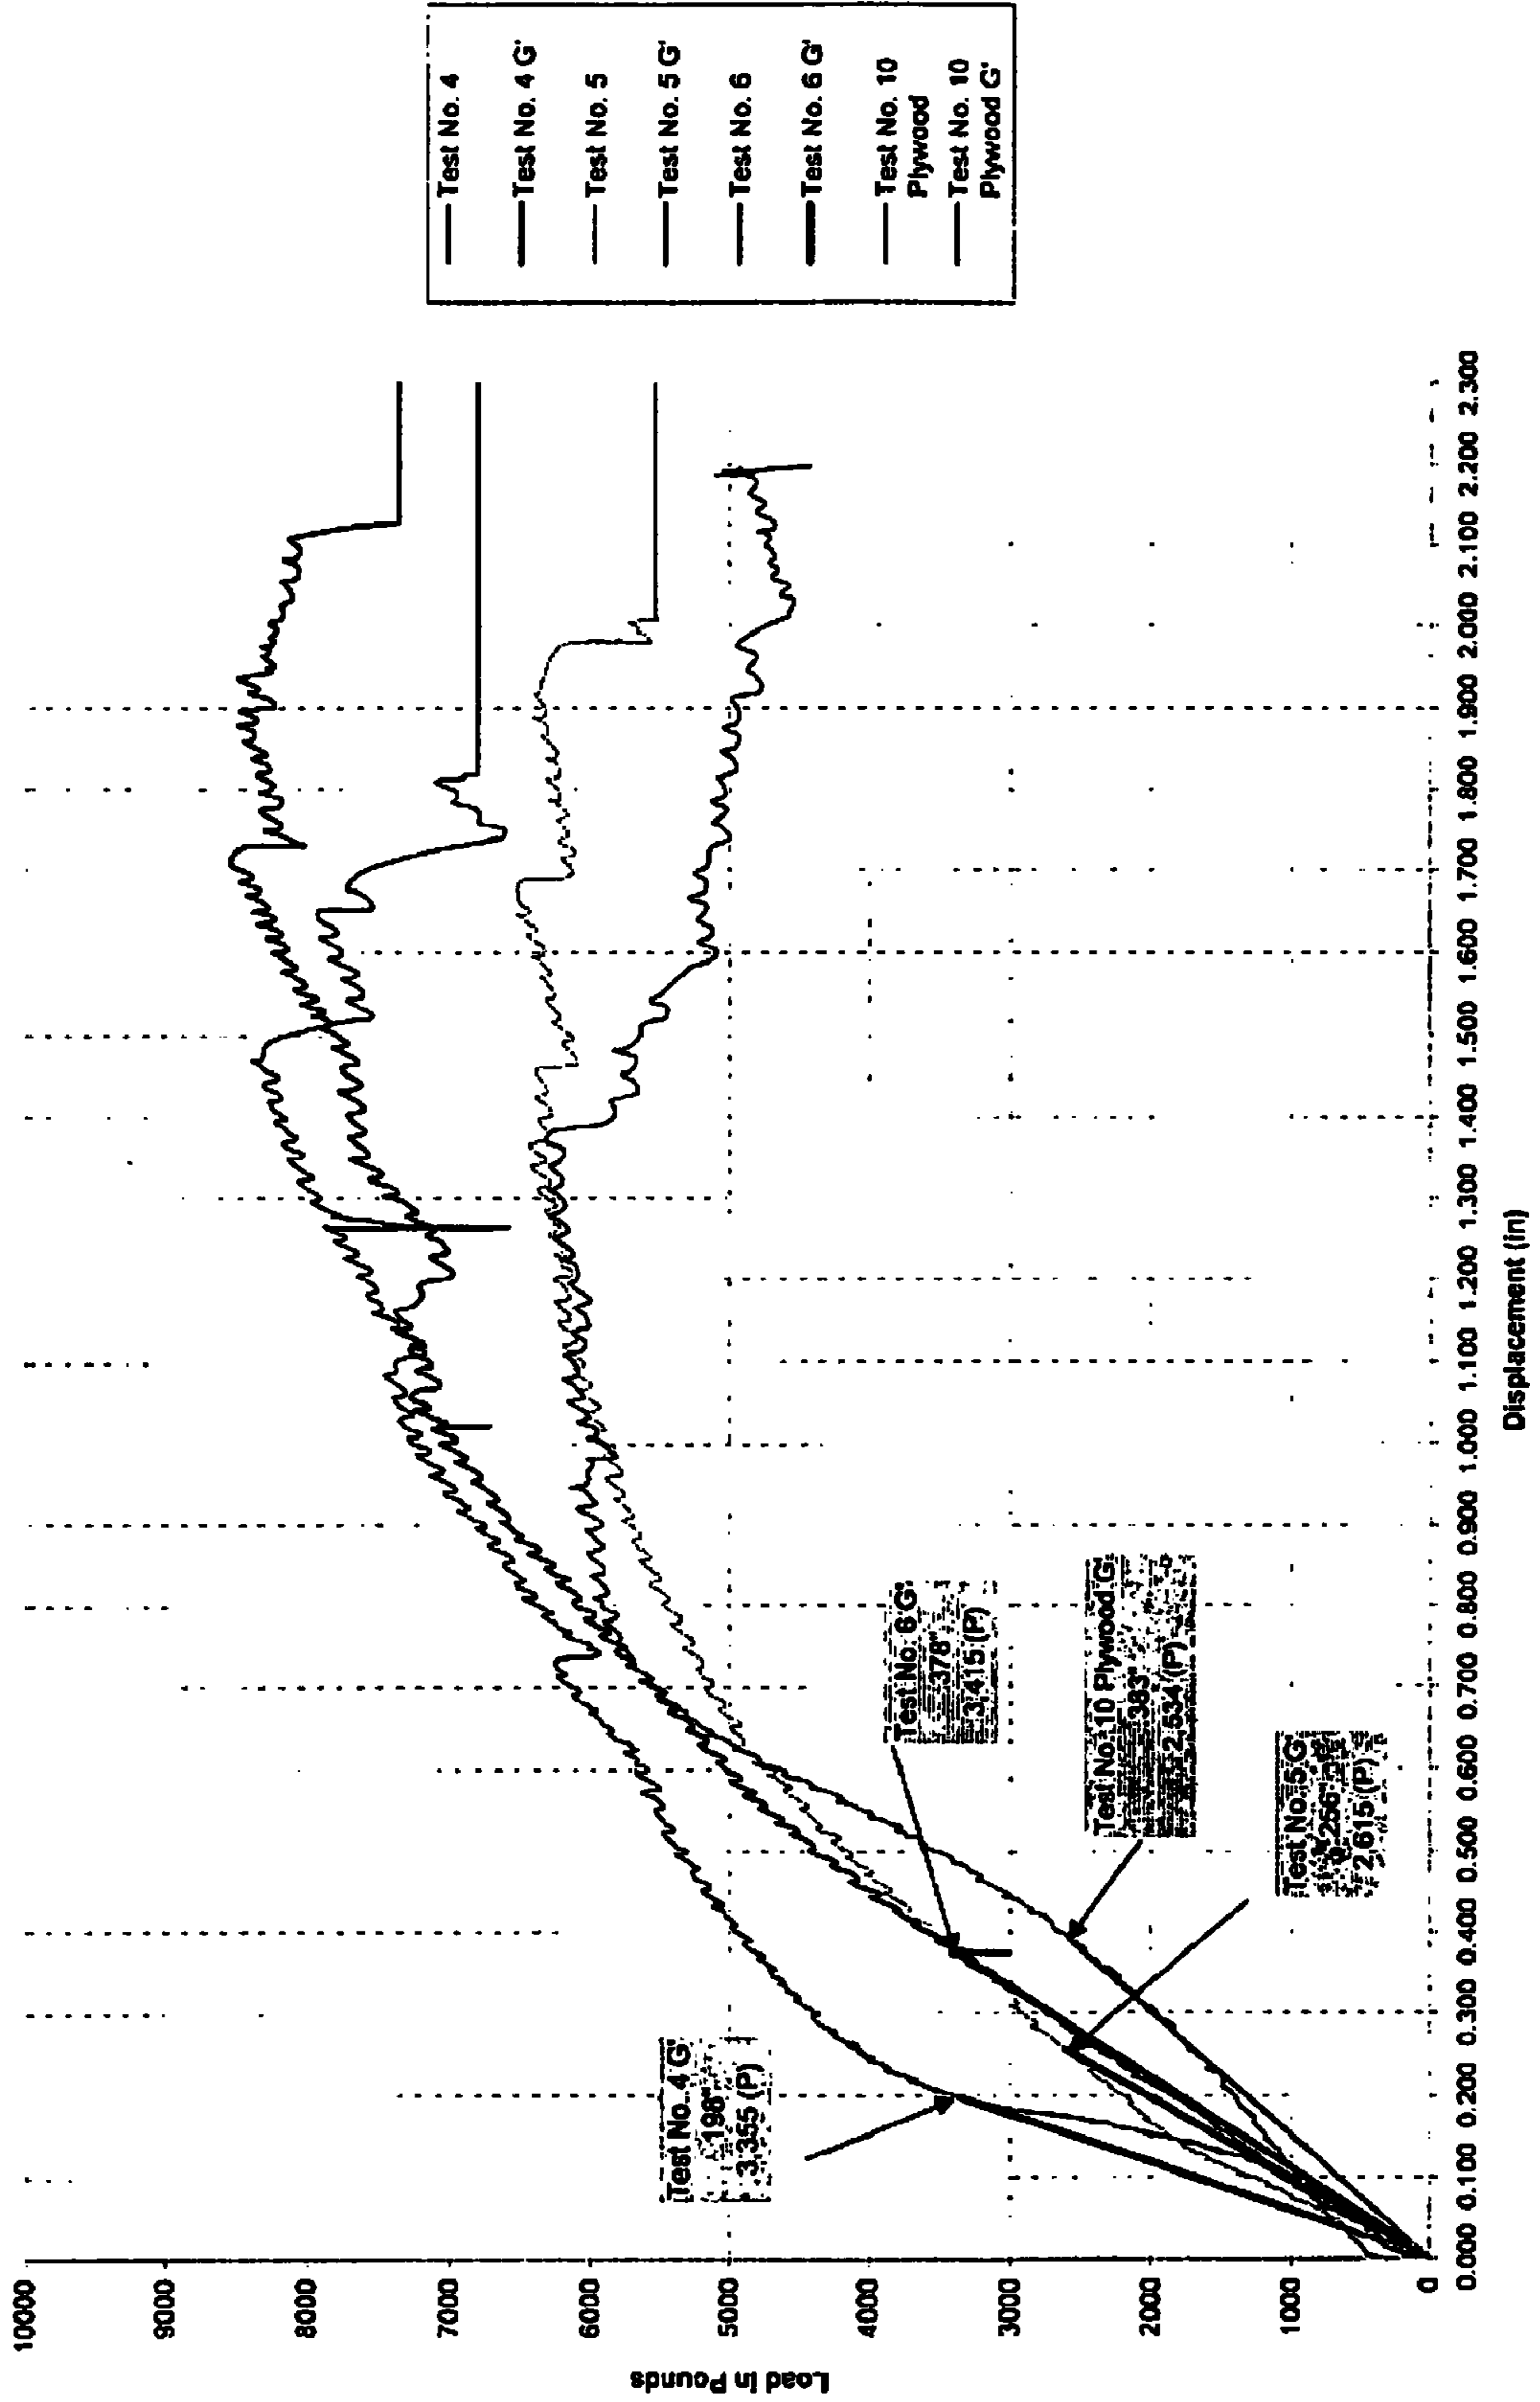 10000
9000
8000
7000
6000
5000
4000
3000
2000
1000
0
Load in Pounds
0.000 0.100 0.200 0.300 0.400 0.500 0.600 0.700 0.800 0.900 1.000 1.100 1.200 1.300 1.400 1.500 1.600 1.700 1.800 1.900 2.000 2.100 2.200 2.300
Displacement (in)
Test No. 4 G'
.198"
3,355 (P)
Test No. 6 G'
.378"
3,415 (P)
Test No. 10 Plywood G'
.383"
2,534 (P)
Test No. 5 G'
2,615 (P)
Test No. 4
Test No. 4 G'
Test No. 5
Test No. 5 G'
Test No. 6
Test No. 6 G'
Test No. 10
Plywood
Test No. 10
Plywood G'